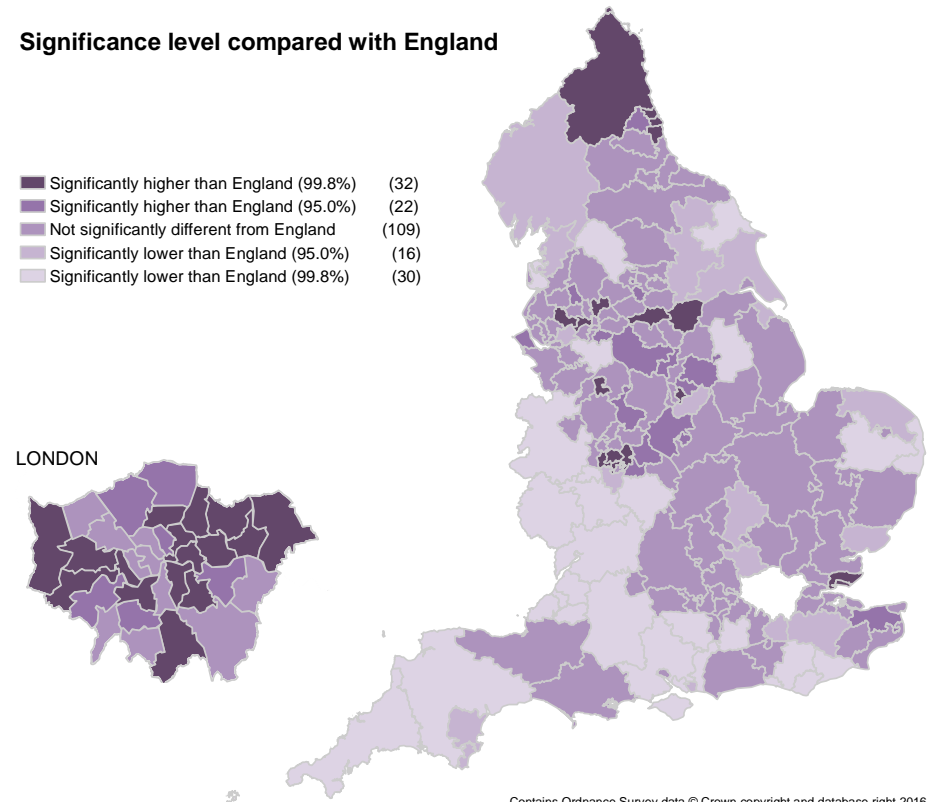 Significance level compared with England
Significantly higher than England (99.8%) (32)
Significantly higher than England (95.0%) (22)
Not significantly different from England (109)
Significantly lower than England (95.0%) (16)
Significantly lower than England (99.8%) (30)
LONDON
Contains Ordnance Survey data © Crown copyright and database right 2016